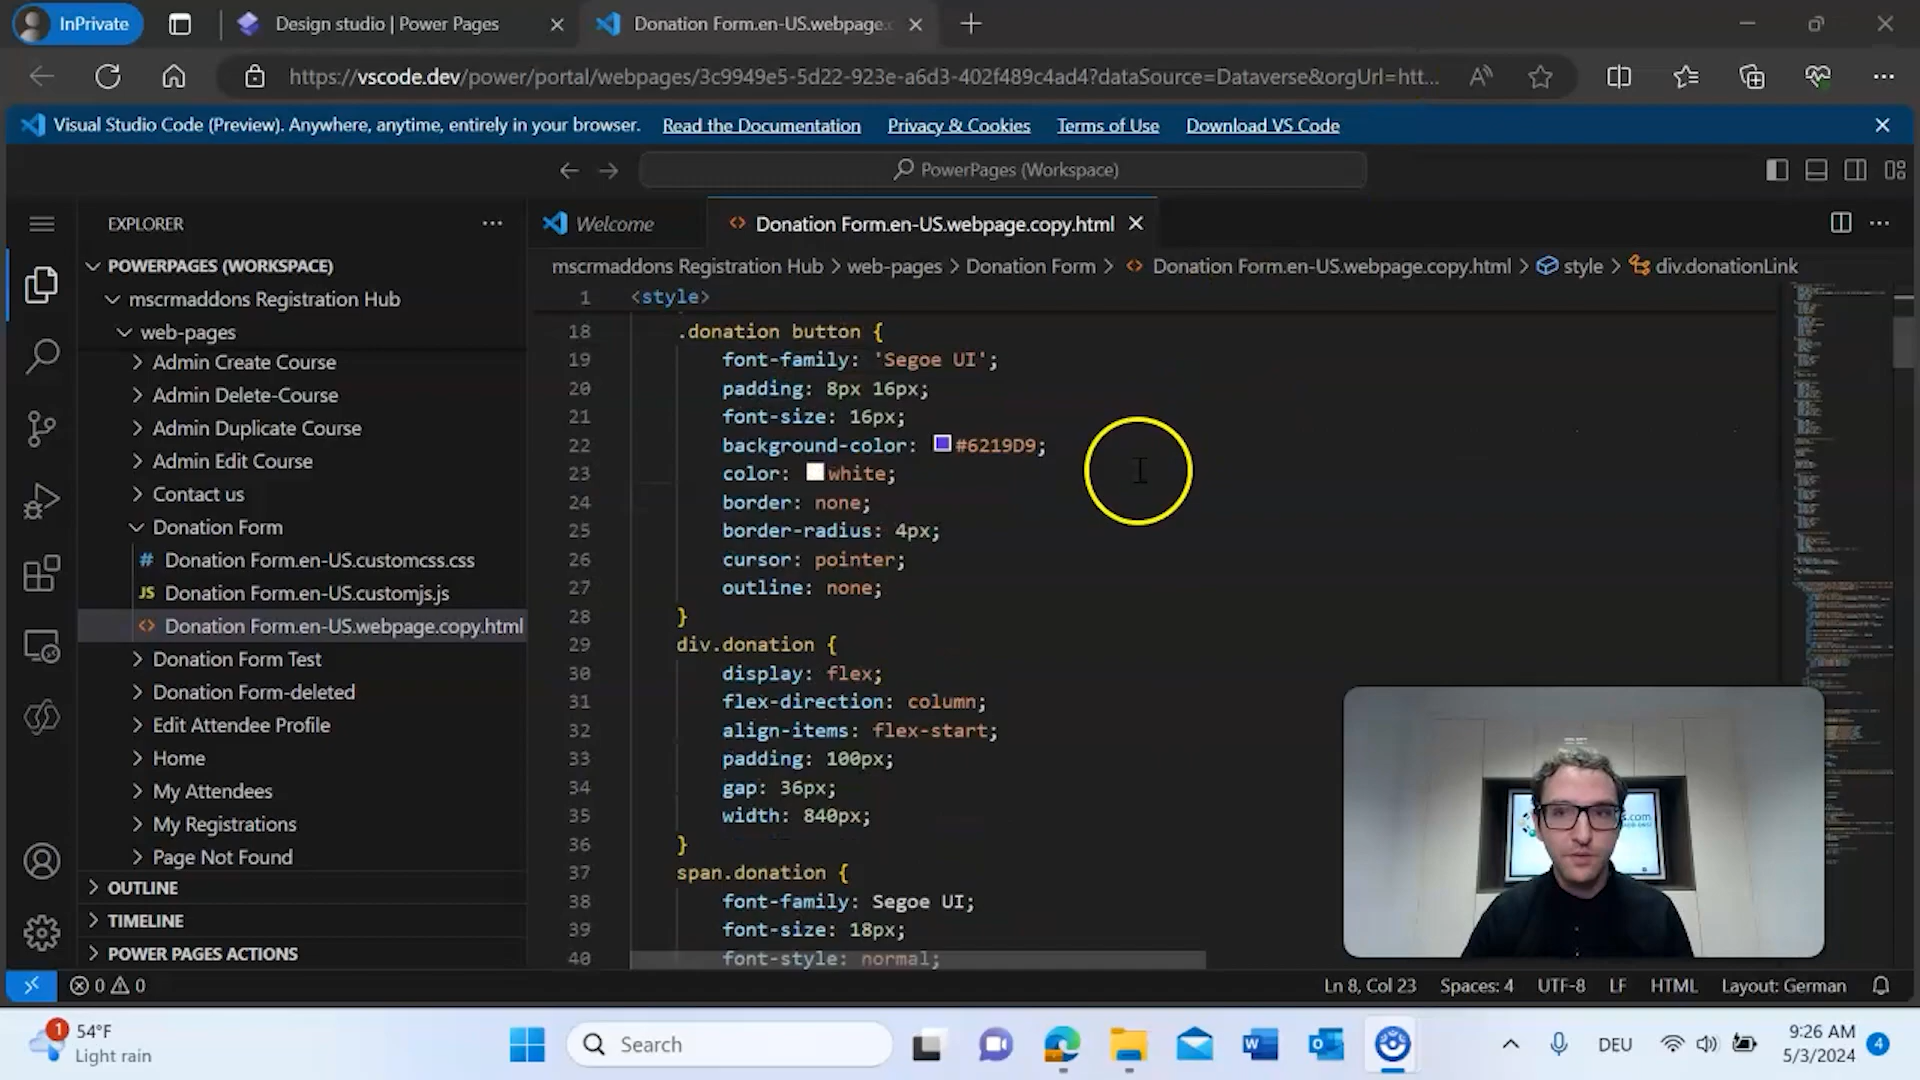 InPrivate
Design studio | Power Pages
Donation Form.en-US.webpage.c
https://vscode.dev/power/portal/webpages/3c9949e5-5d22-923e-a6d3-402f489c4ad4?dataSource=Dataverse&orgUrl=htt...
Visual Studio Code (Preview). Anywhere, anytime, entirely in your browser. Read the Documentation Privacy & Cookies Terms of Use Download VS Code
PowerPages (Workspace)
EXPLORER
POWERPAGES (WORKSPACE)
mscrmaddons Registration Hub
web-pages
Admin Create Course
Admin Delete-Course
Admin Duplicate Course
Admin Edit Course
Contact us
Donation Form
# Donation Form.en-US.customcss.css
JS Donation Form.en-US.customjs.js
<> Donation Form.en-US.webpage.copy.html
Donation Form Test
Donation Form-deleted
Edit Attendee Profile
Home
My Attendees
My Registrations
Page Not Found
OUTLINE
TIMELINE
POWER PAGES ACTIONS
Welcome
<> Donation Form.en-US.webpage.copy.html
mscrmaddons Registration Hub > web-pages > Donation Form > <> Donation Form.en-US.webpage.copy.html > style > div.donationLink
1 <style>
18 .donation button {
19 font-family: 'Segoe UI';
20 padding: 8px 16px;
21 font-size: 16px;
22 background-color: #6219D9;
23 color: white;
24 border: none;
25 border-radius: 4px;
26 cursor: pointer;
27 outline: none;
28 }
29 div.donation {
30 display: flex;
31 flex-direction: column;
32 align-items: flex-start;
33 padding: 100px;
34 gap: 36px;
35 width: 840px;
36 }
37 span.donation {
38 font-family: Segoe UI;
39 font-size: 18px;
40 font-style: normal;
s.com
0 0
Ln 8, Col 23 Spaces: 4 UTF-8 LF HTML Layout: German
1
54°F
Light rain
Search
DEU
9:26 AM
5/3/2024
4